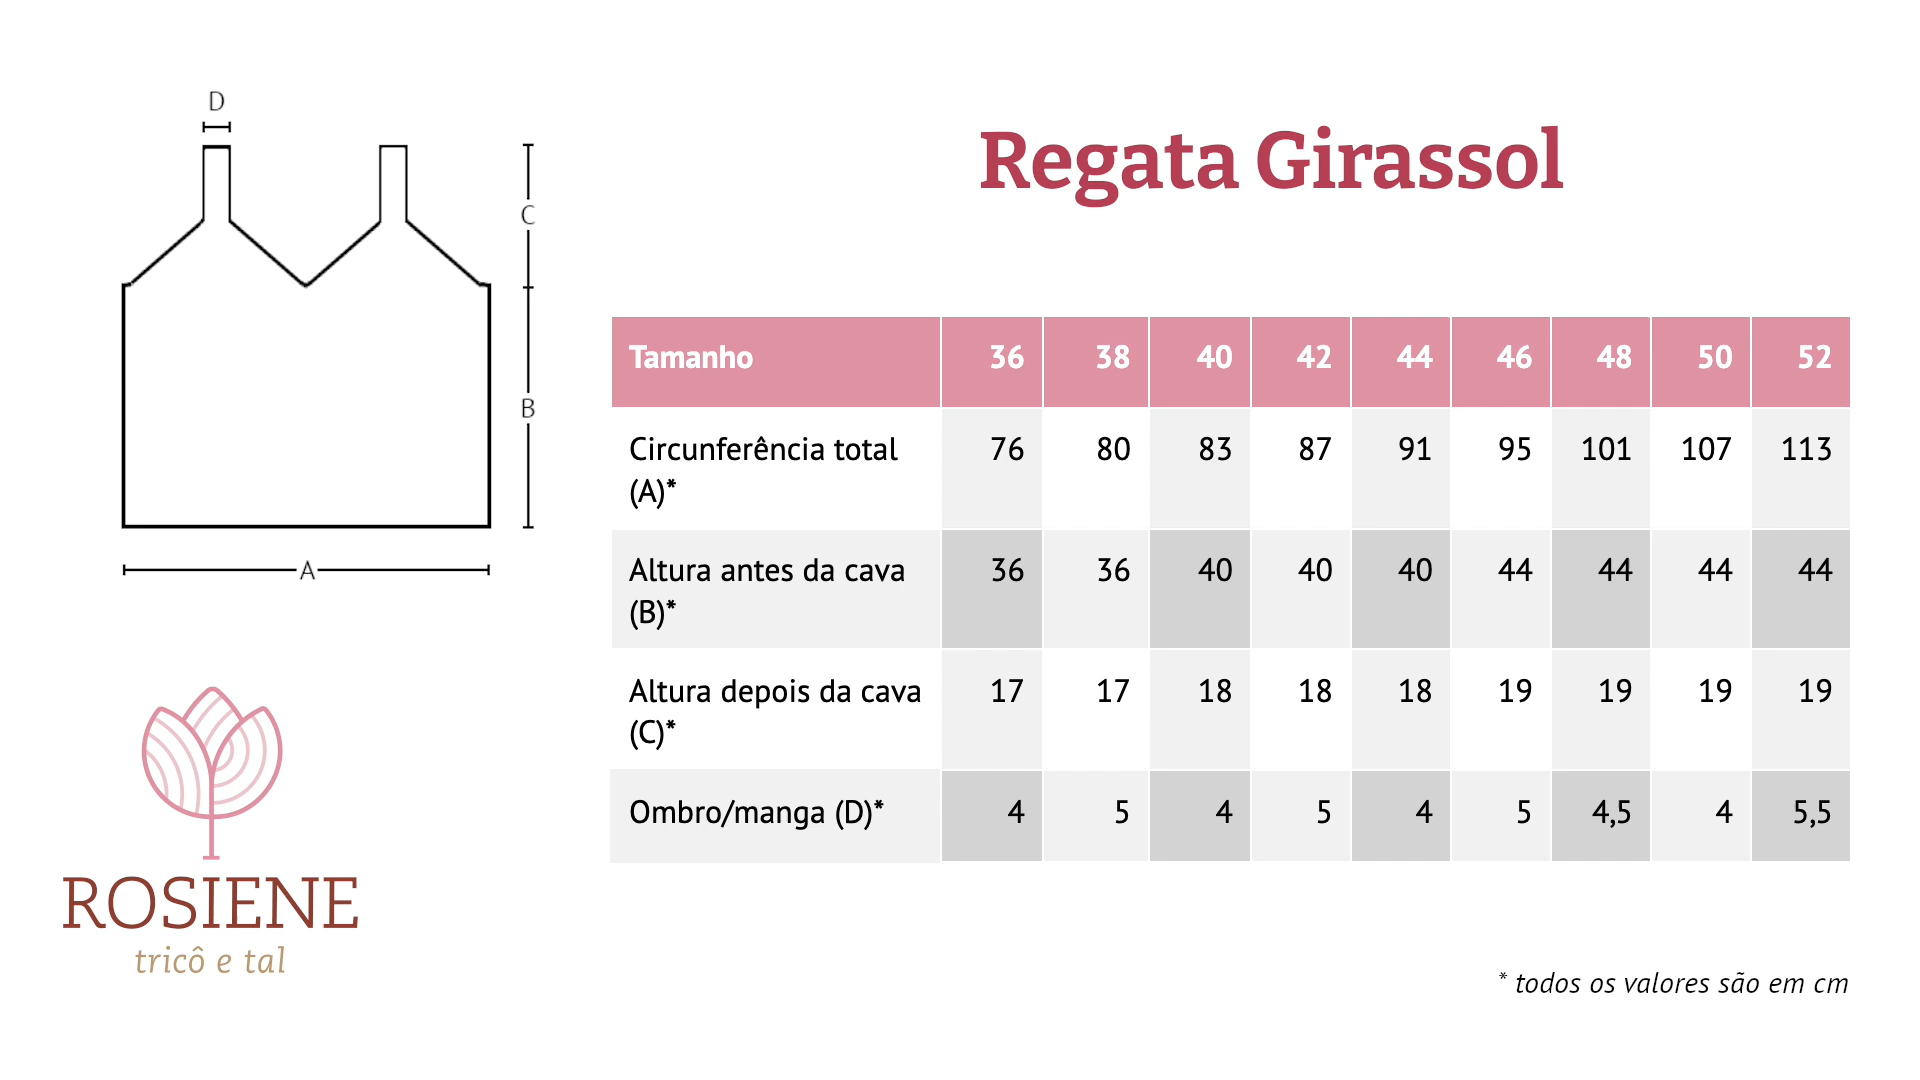 D
C
B
A
Regata Girassol
Tamanho 36 38 40 42 44 46 48 50 52
Circunferência total 76 80 83 87 91 95 101 107 113
(A)*
Altura antes da cava 36 36 40 40 40 44 44 44 44
(B)*
Altura depois da cava 17 17 18 18 18 19 19 19 19
(C)*
Ombro/manga (D)* 4 5 4 5 4 5 4,5 4 5,5
ROSIENE
tricô e tal
* todos os valores são em cm